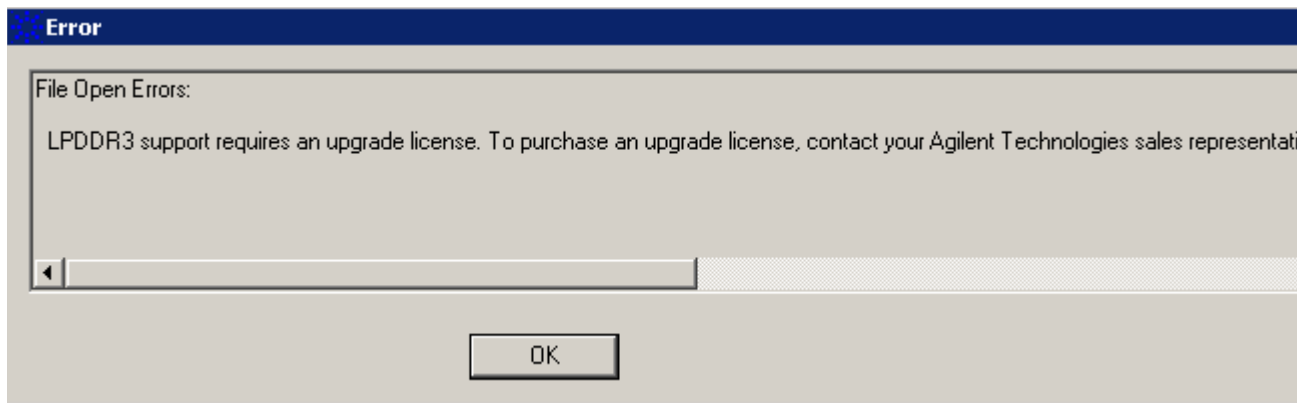 Error
File Open Errors:
LPDDR3 support requires an upgrade license. To purchase an upgrade license, contact your Agilent Technologies sales representati
OK